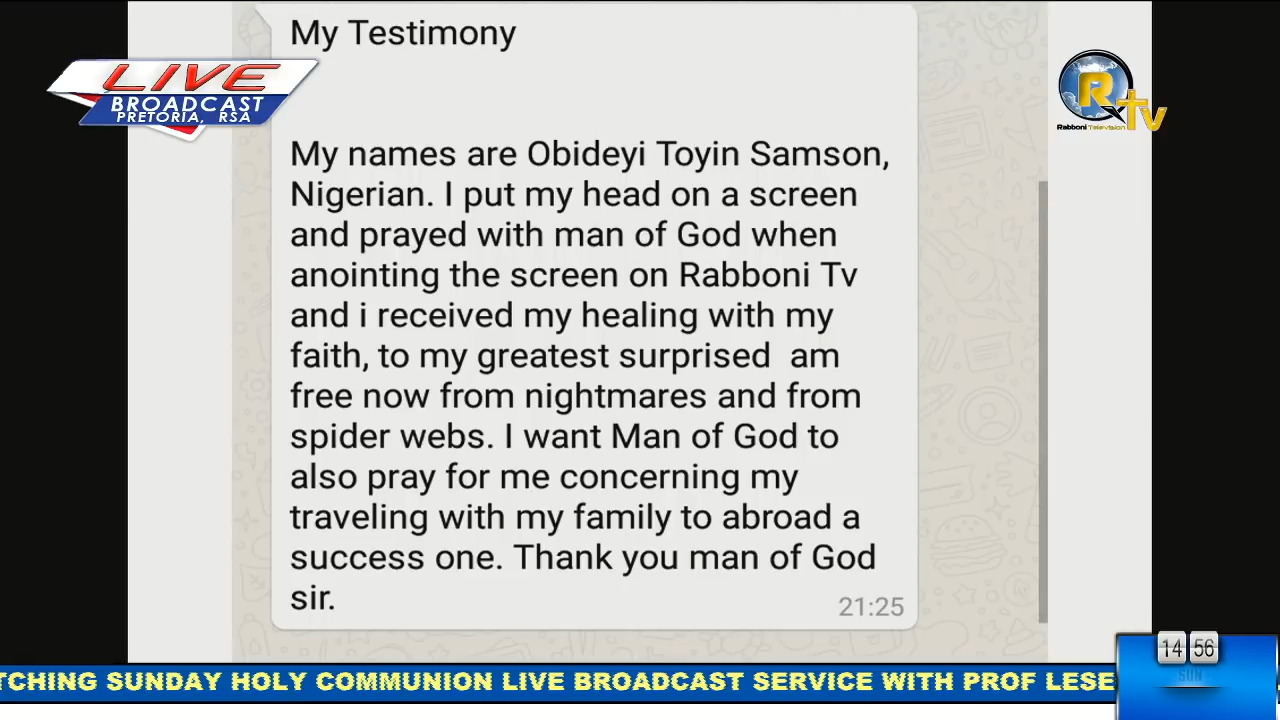 My Testimony
LIVE
BROADCAST
PRETORIA, RSA
R
TV
Rabboni Television
My names are Obideyi Toyin Samson,
Nigerian. I put my head on a screen
and prayed with man of God when
anointing the screen on Rabboni Tv
and i received my healing with my
faith, to my greatest surprised  am
free now from nightmares and from
spider webs. I want Man of God to
also pray for me concerning my
traveling with my family to abroad a
success one. Thank you man of God
sir.
21:25
14 56
SUN
TCHING SUNDAY HOLY COMMUNION LIVE BROADCAST SERVICE WITH PROF LESE